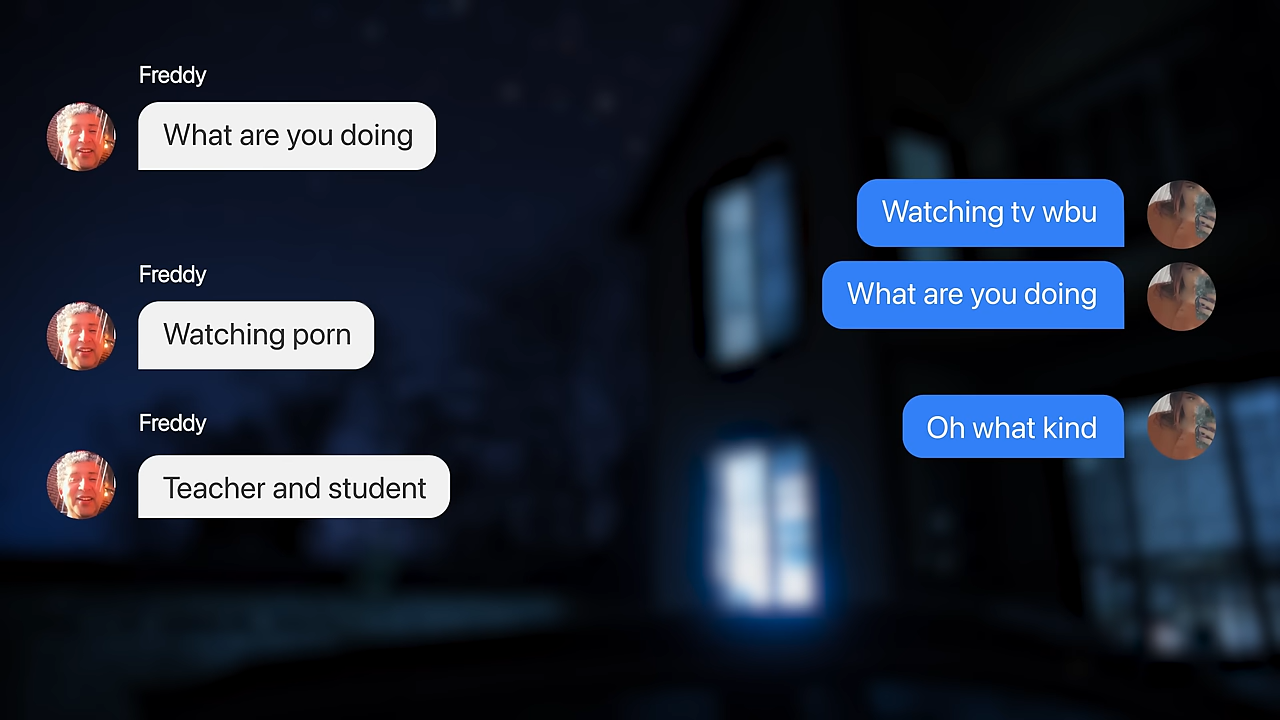 Freddy
What are you doing
Watching tv wbu
What are you doing
Freddy
Watching porn
Oh what kind
Freddy
Teacher and student